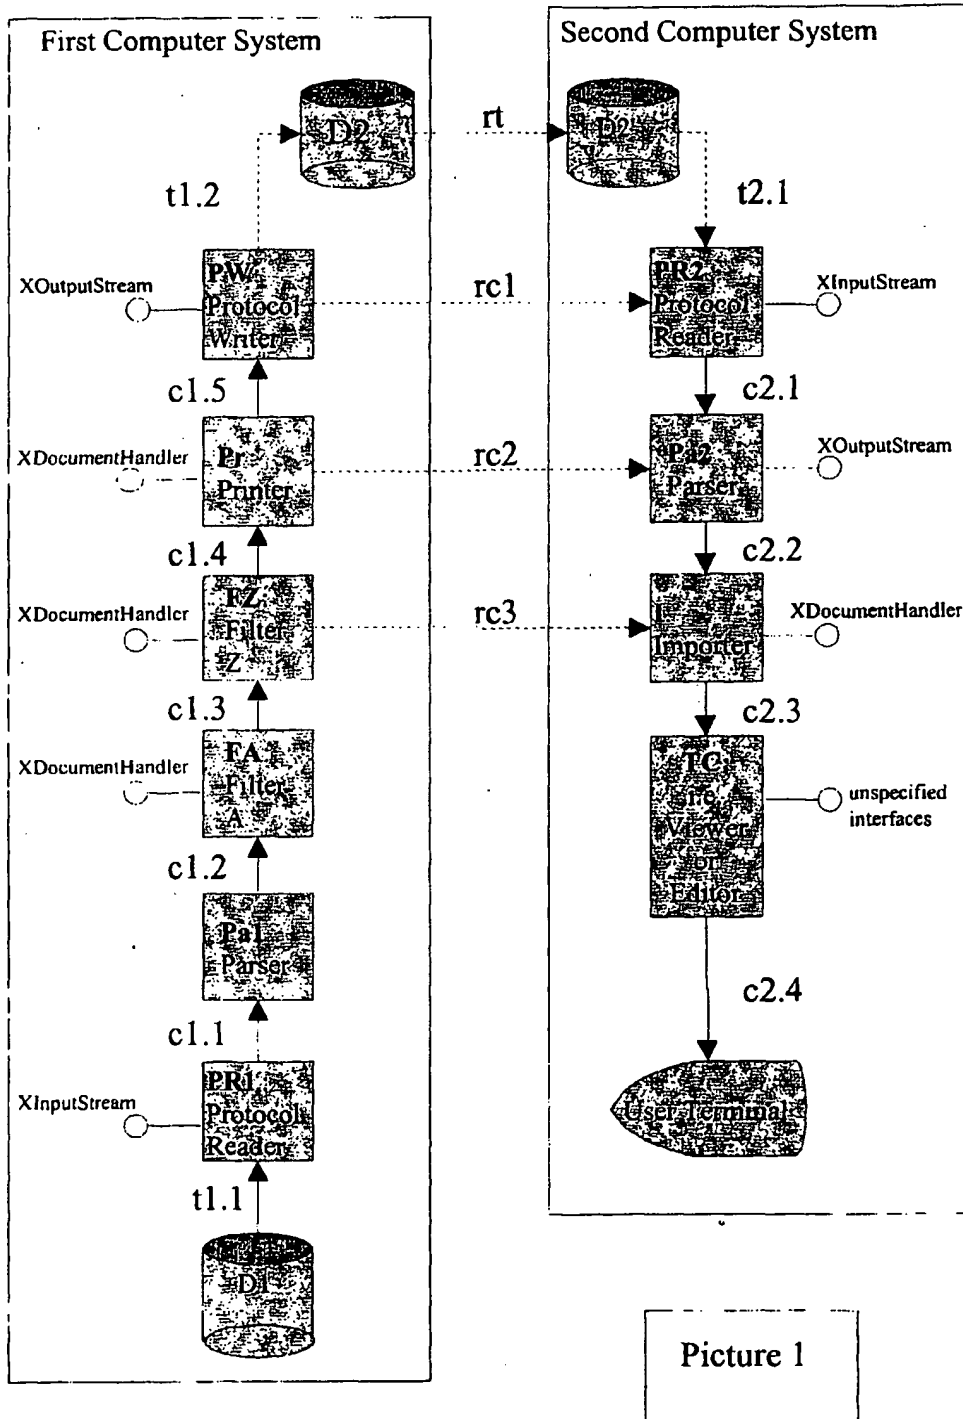 First Computer System
D2
t1.2
XOutputStream
PW
Protocol
Writer
c1.5
XDocumentHandler
Pr
Printer
c1.4
XDocumentHandler
FZ
Filter
Z
c1.3
XDocumentHandler
FA
Filter
A
c1.2
Pa1
Parser
c1.1
XInputStream
PR1
Protocol
Reader
t1.1
D1
rt
rc1
rc2
rc3
Second Computer System
D2
t2.1
PR2
Protocol
Reader
XInputStream
c2.1
Pa2
Parser
XOutputStream
c2.2
I
Importer
XDocumentHandler
c2.3
TC
i.e.
Viewer
or
Editor
unspecified
interfaces
c2.4
User Terminal
Picture 1